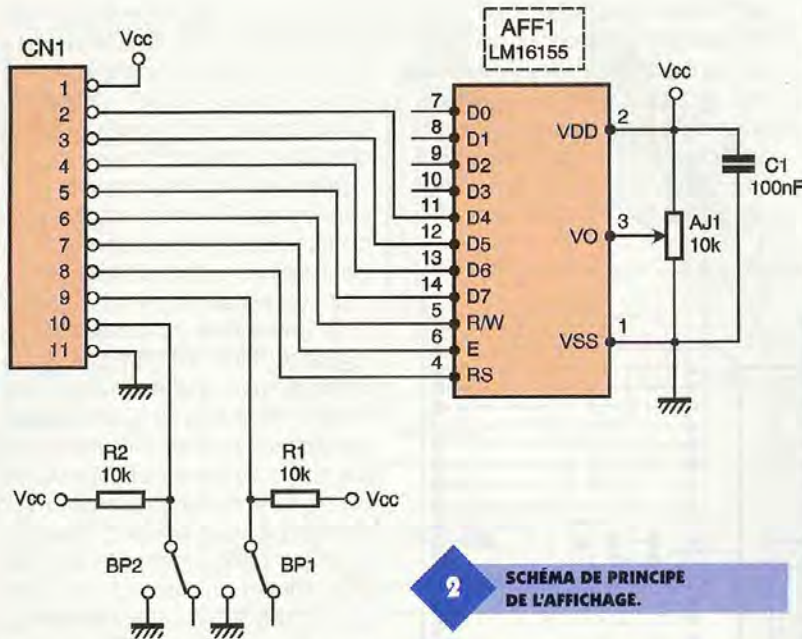 CN1
Vcc
1
2
3
4
5
6
7
8
9
10
11
AFF1
LM16155
7 D0
8 D1
9 D2
10 D3
11 D4
12 D5
13 D6
14 D7
5 R/W
6 E
4 RS
VDD 2
VO 3
VSS 1
Vcc
C1
100nF
AJ1
10k
R2
10k
Vcc
R1
10k
Vcc
BP2
BP1
2
SCHÉMA DE PRINCIPE
DE L'AFFICHAGE.